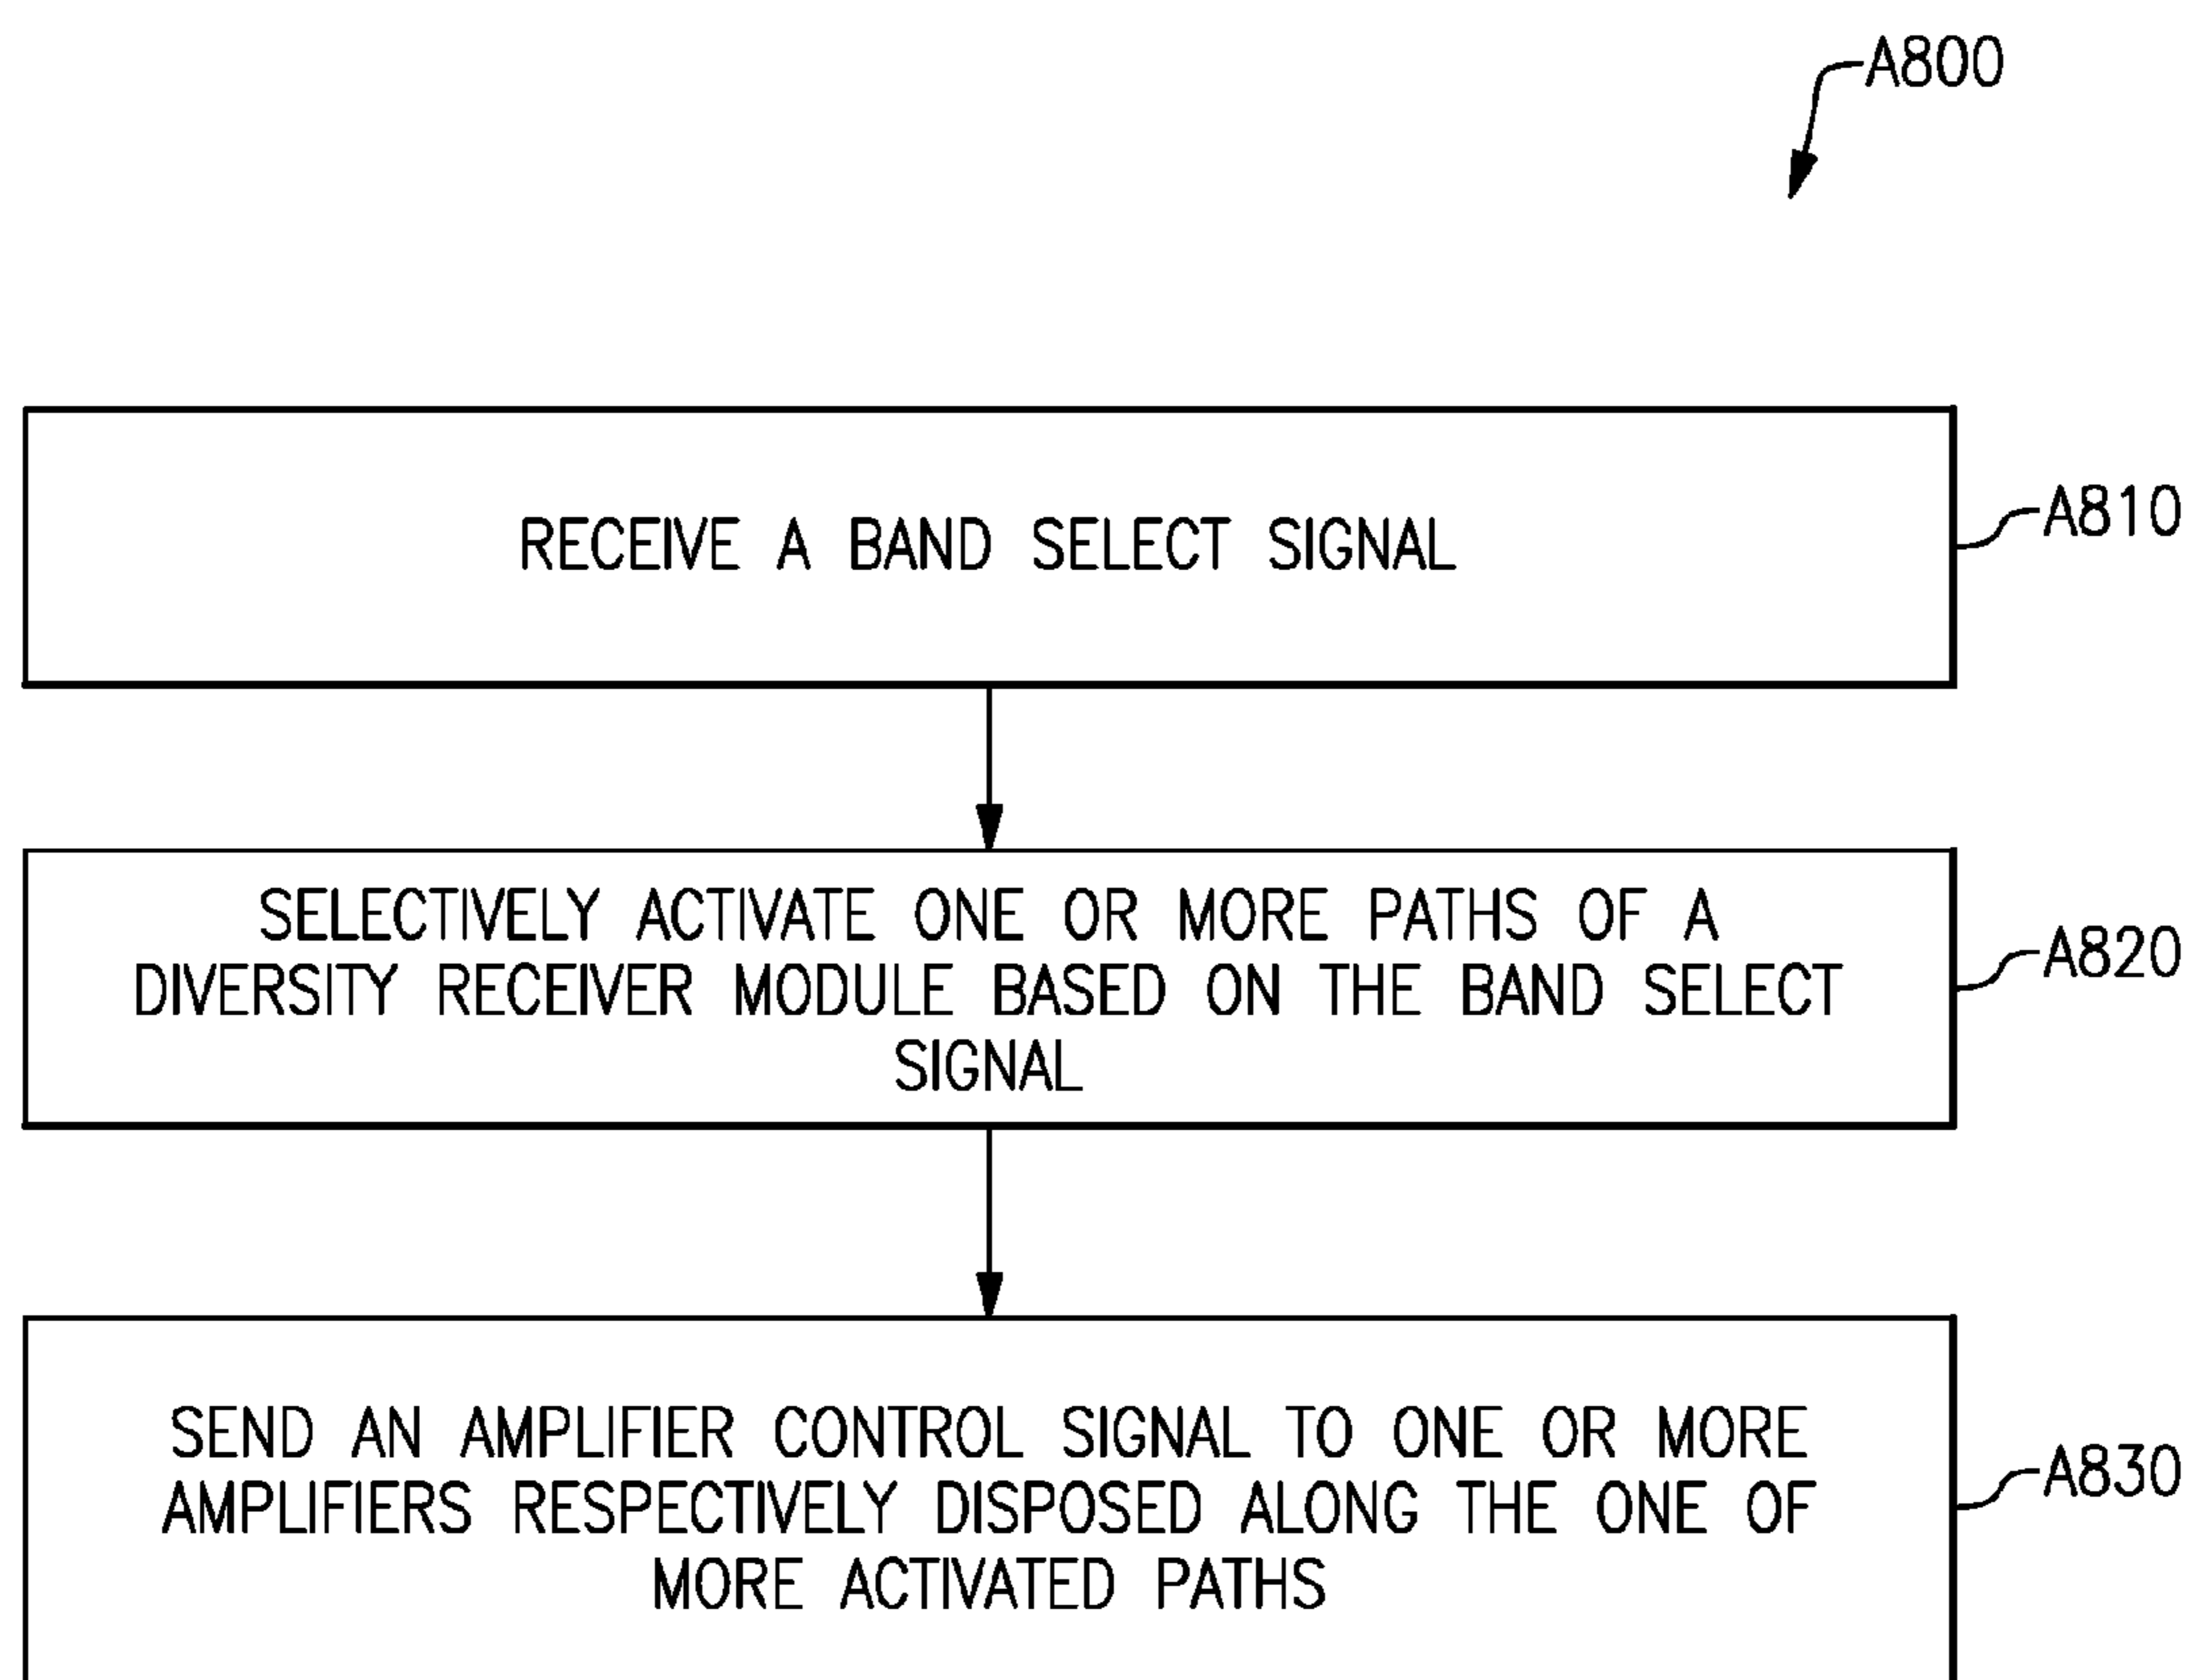 A800
RECEIVE A BAND SELECT SIGNAL
A810
SELECTIVELY ACTIVATE ONE OR MORE PATHS OF A
DIVERSITY RECEIVER MODULE BASED ON THE BAND SELECT
SIGNAL
A820
SEND AN AMPLIFIER CONTROL SIGNAL TO ONE OR MORE
AMPLIFIERS RESPECTIVELY DISPOSED ALONG THE ONE OF
MORE ACTIVATED PATHS
A830